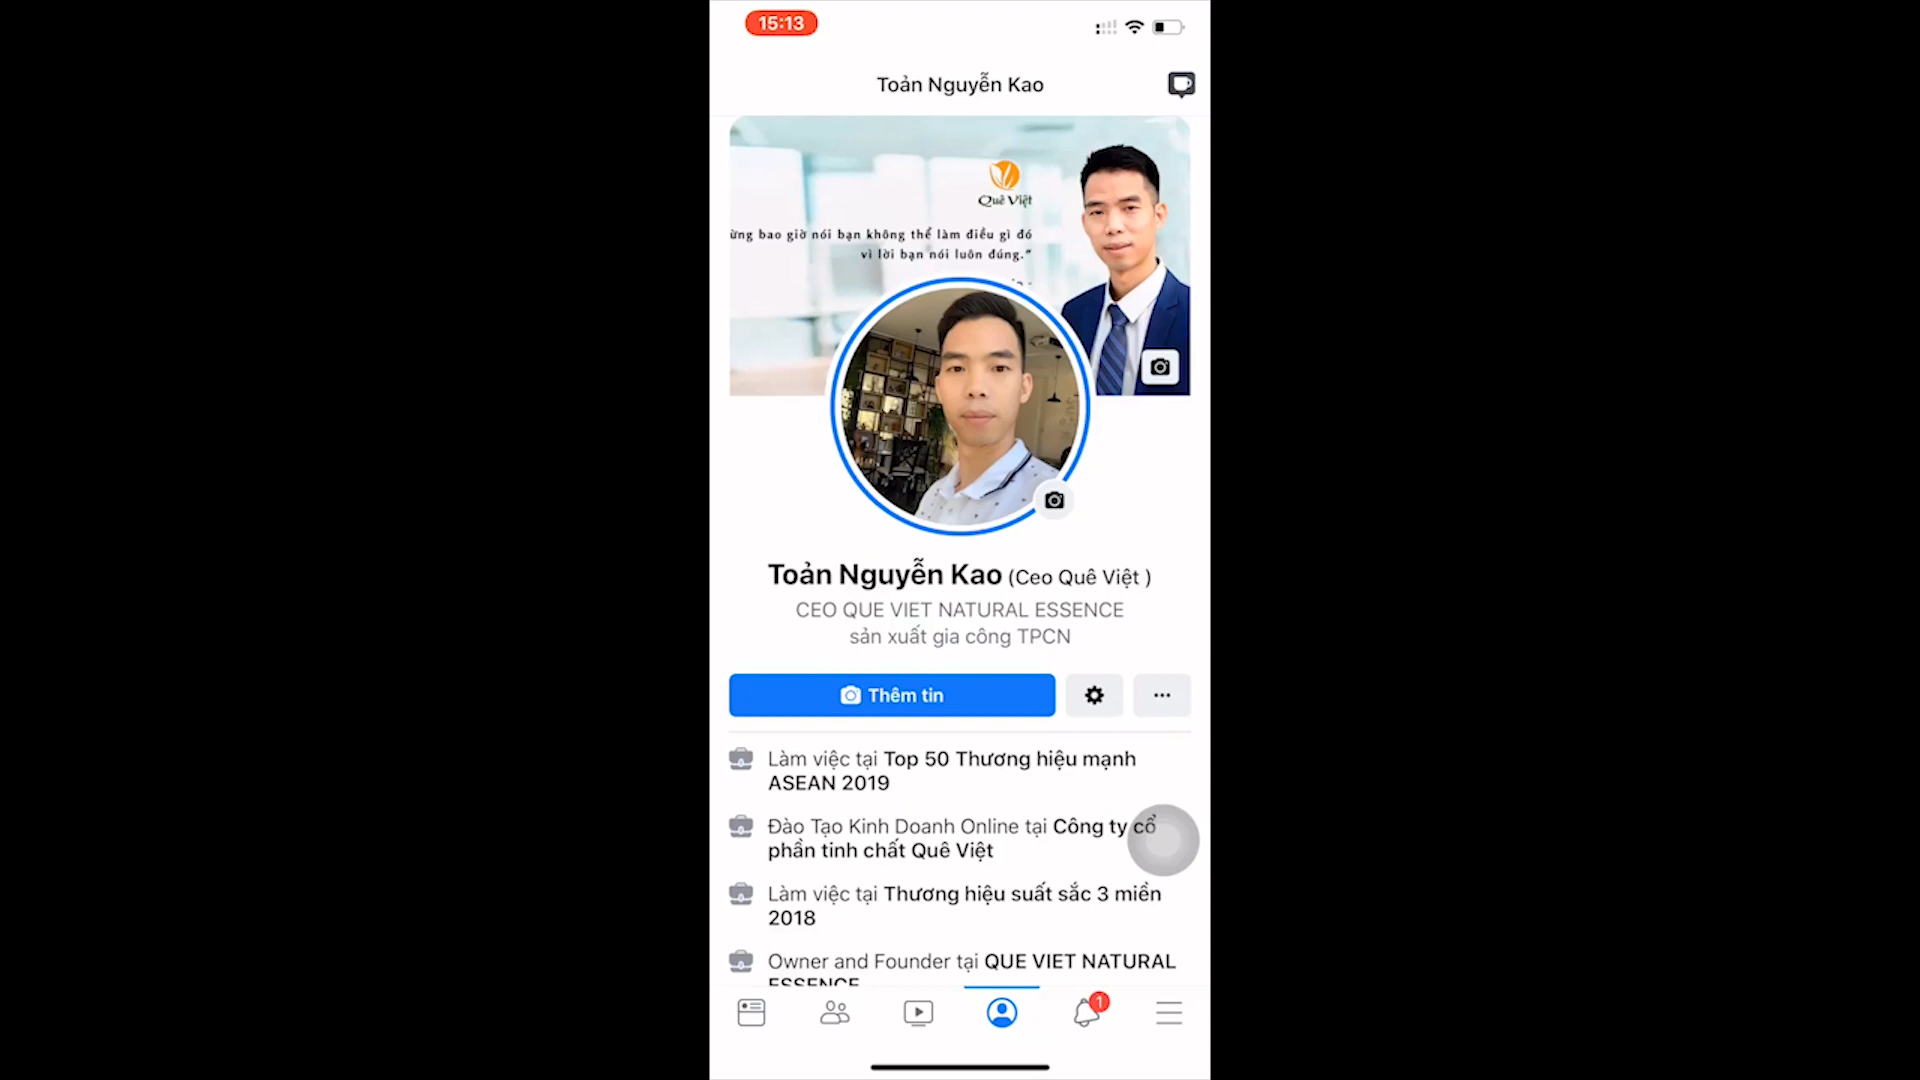 15:13
Toản Nguyễn Kao
Quê Việt
ừng bao giờ nói bạn không thể làm điều gì đó
vì lời bạn nói luôn đúng.”
Toản Nguyễn Kao (Ceo Quê Việt )
CEO QUE VIET NATURAL ESSENCE
sản xuất gia công TPCN
Thêm tin
Làm việc tại Top 50 Thương hiệu mạnh
ASEAN 2019
Đào Tạo Kinh Doanh Online tại Công ty cổ
phần tinh chất Quê Việt
Làm việc tại Thương hiệu suất sắc 3 miền
2018
Owner and Founder tại QUE VIET NATURAL
ESSENCE
1